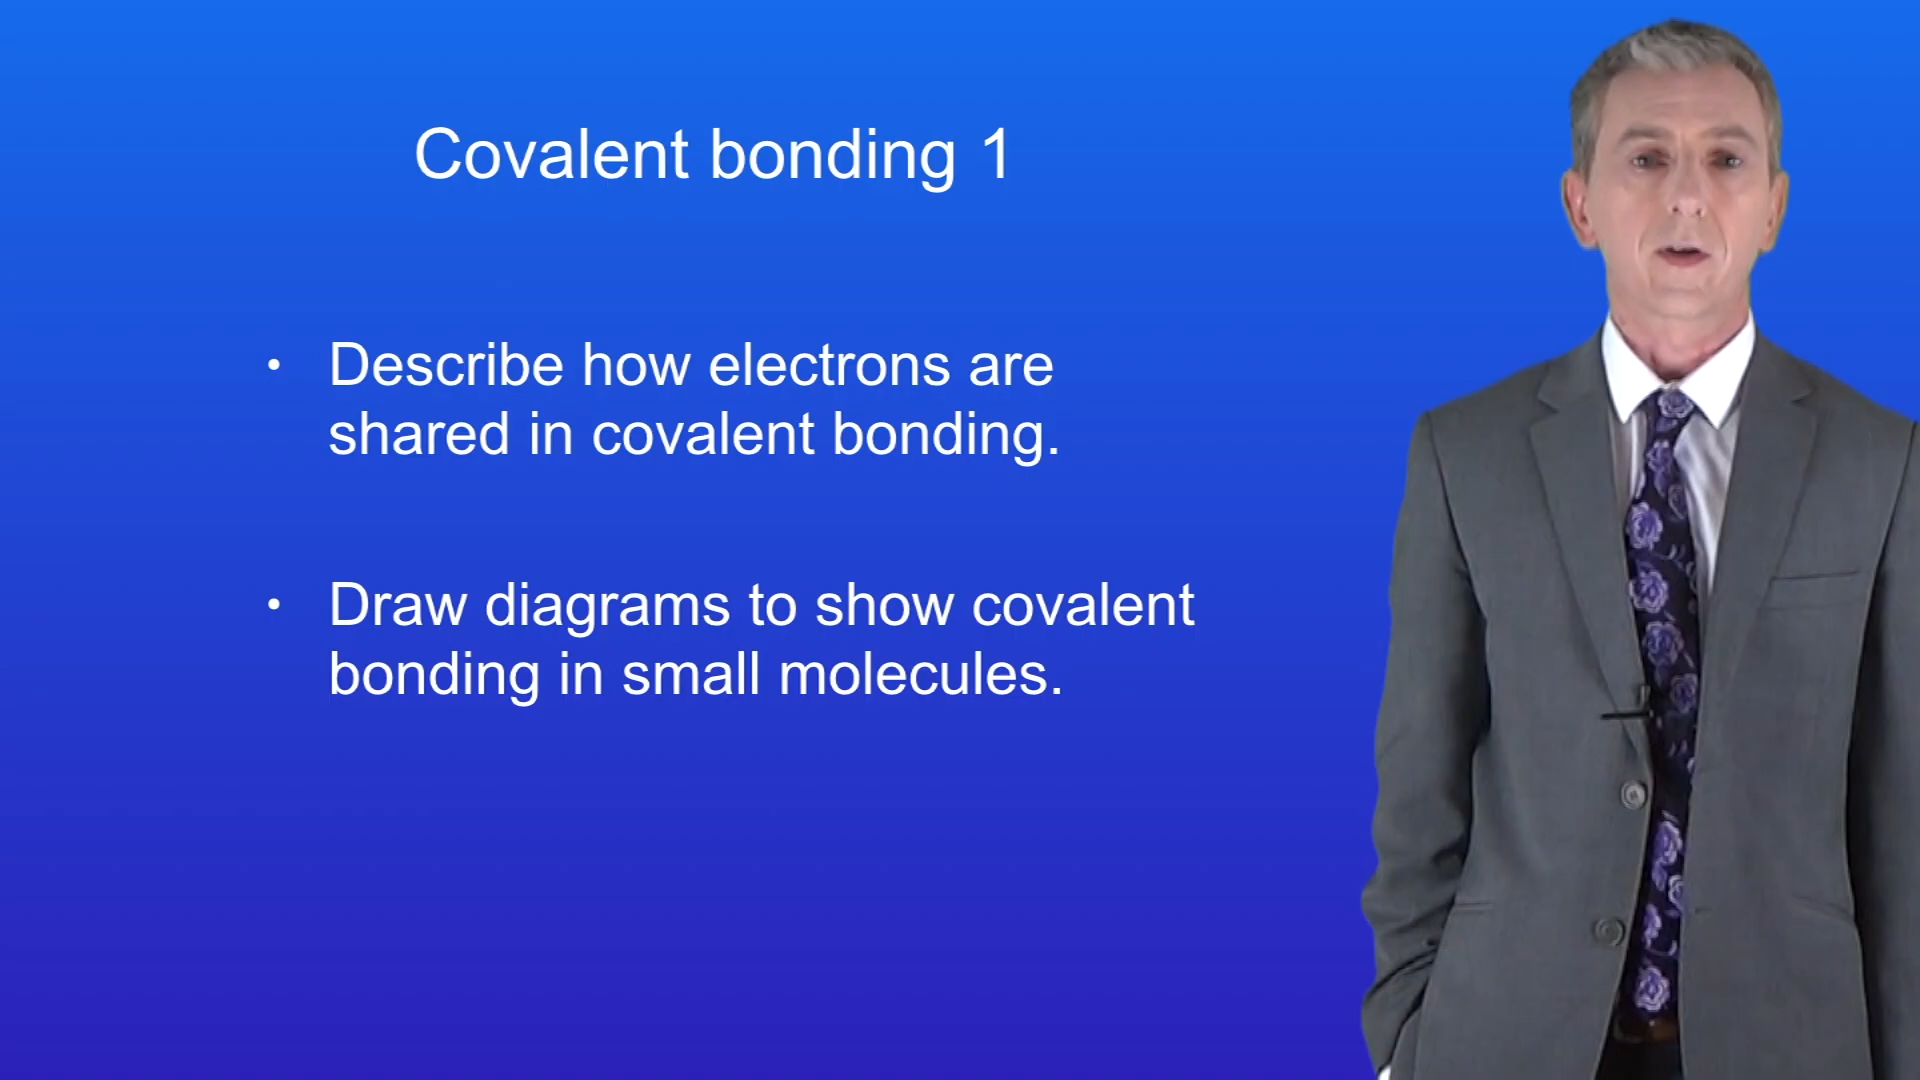 Covalent bonding 1
• Describe how electrons are
shared in covalent bonding.
• Draw diagrams to show covalent
bonding in small molecules.